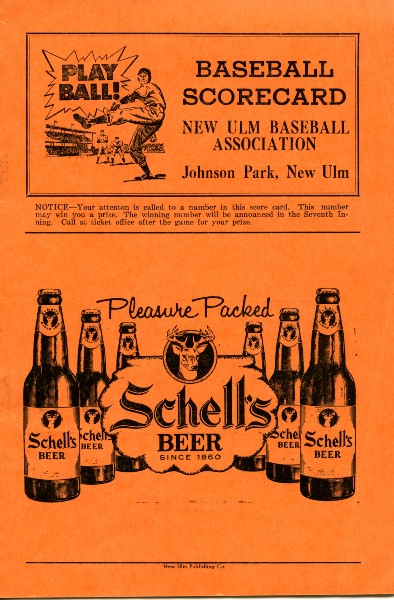 PLAY
BALL!
BASEBALL
SCORECARD
NEW ULM BASEBALL
ASSOCIATION
Johnson Park, New Ulm
NOTICE—Your attenton is called to a number in this score card. This number
may win you a prize. The winning number will be announced in the Seventh In-
ning. Call at ticket office after the game for your prize.
Pleasure Packed
Schell's
BEER
SINCE 1860
Schell's
BEER
Schell's
BEER
Schell's
BEER
Schell's
BEER
New Ulm Publishing Co.